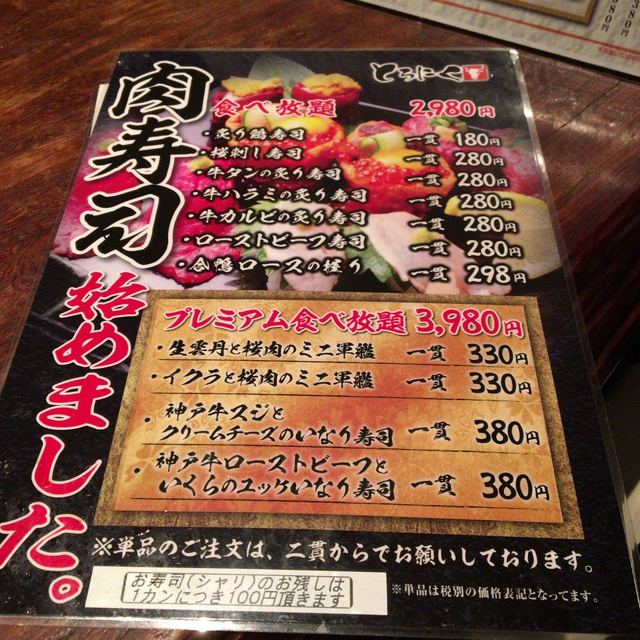 肉寿司
始めました。
とろにく
食べ放題 2,980円
・炙り鶏寿司 一貫 180円
・桜刺し寿司 一貫 280円
・牛タンの炙り寿司 一貫 280円
・牛ハラミの炙り寿司 一貫 280円
・牛カルビの炙り寿司 一貫 280円
・ローストビーフ寿司 一貫 280円
・合鴨ロースの握り 一貫 298円
プレミアム食べ放題 3,980円
・生雲丹と桜肉のミニ軍艦 一貫 330円
・イクラと桜肉のミニ軍艦 一貫 330円
・神戸牛スジと
クリームチーズのいなり寿司 一貫 380円
・神戸牛ローストビーフと
いくらのユッケいなり寿司 一貫 380円
※単品のご注文は、二貫からでお願いしております。
お寿司(シャリ)のお残しは
1カンにつき100円頂きます
※単品は税別の価格表記となってます。